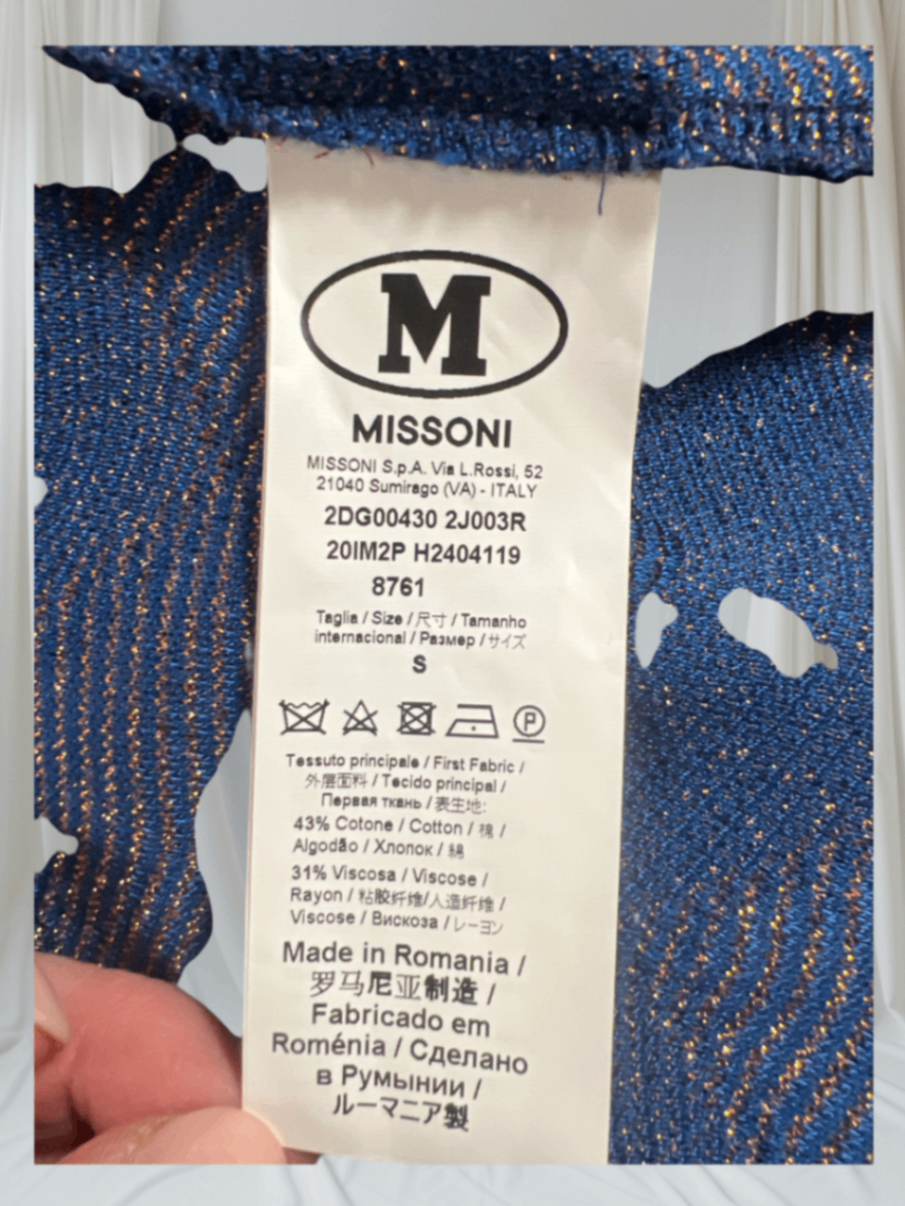 M
MISSONI
MISSONI S.p.A. Via L.Rossi, 52
21040 Sumirago (VA) - ITALY
2DG00430 2J003R
20IM2P H2404119
8761
Taglia / Size / 尺寸 / Tamanho
internacional / Размер / サイズ
S
P
Tessuto principale / First Fabric /
外层面料 / Tecido principal /
Первая ткань / 表生地:
43% Cotone / Cotton / 棉 /
Algodão / Хлопок / 綿
31% Viscosa / Viscose /
Rayon / 粘胶纤维/人造纤维 /
Viscose / Вискоза / レーヨン
Made in Romania /
罗马尼亚制造 /
Fabricado em
Roménia / Сделано
в Румынии /
ルーマニア製